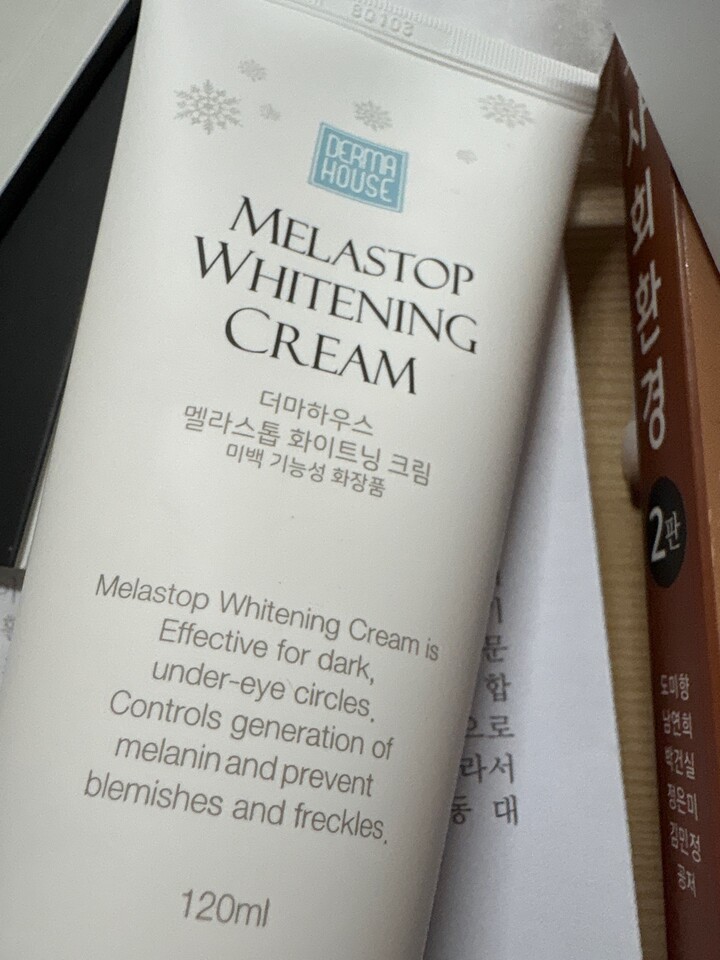 80103
DERMA
HOUSE
MELASTOP
WHITENING
CREAM
더마하우스
멜라스톱 화이트닝 크림
미백 기능성 화장품
Melastop Whitening Cream is
Effective for dark,
under-eye circles.
Controls generation of
melanin and prevent
blemishes and freckles.
120ml
사회환경
2판
도미향
남연희
박건실
정은미
김민정
공저
문
합
으로
라서
동 대